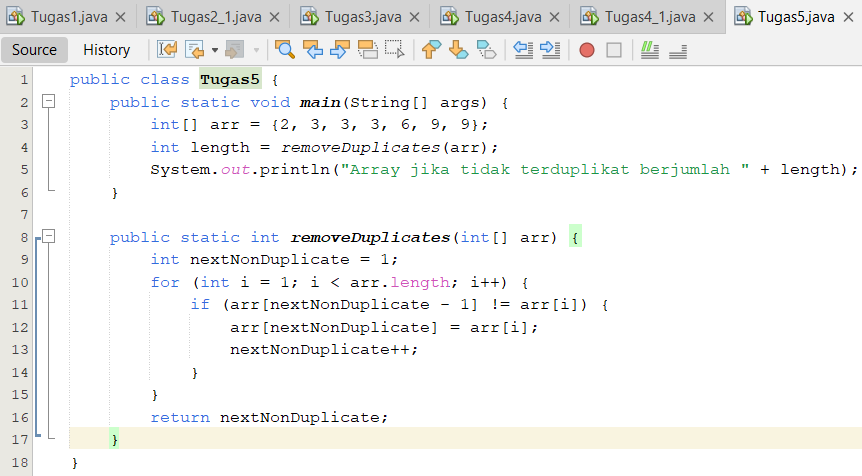 Tugas1.java Tugas2_1.java Tugas3.java Tugas4.java Tugas4_1.java Tugas5.java
Source History
1 public class Tugas5 {
2 public static void main(String[] args) {
3 int[] arr = {2, 3, 3, 3, 6, 9, 9};
4 int length = removeDuplicates(arr);
5 System.out.println("Array jika tidak terduplikat berjumlah " + length);
6 }
7
8 public static int removeDuplicates(int[] arr) {
9 int nextNonDuplicate = 1;
10 for (int i = 1; i < arr.length; i++) {
11 if (arr[nextNonDuplicate - 1] != arr[i]) {
12 arr[nextNonDuplicate] = arr[i];
13 nextNonDuplicate++;
14 }
15 }
16 return nextNonDuplicate;
17 }
18 }